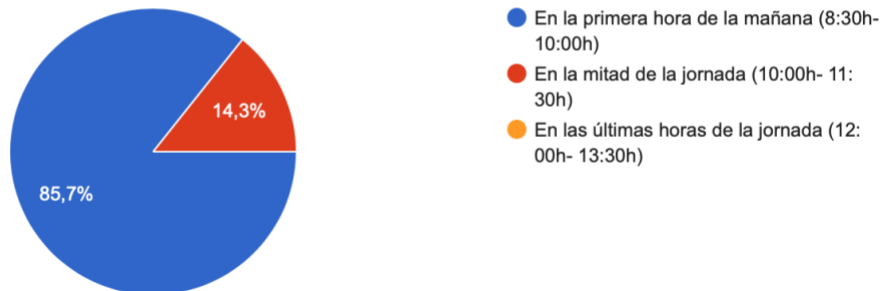 En la primera hora de la mañana (8:30h-
10:00h)
En la mitad de la jornada (10:00h- 11:
30h)
En las últimas horas de la jornada (12:
00h- 13:30h)
14,3%
85,7%